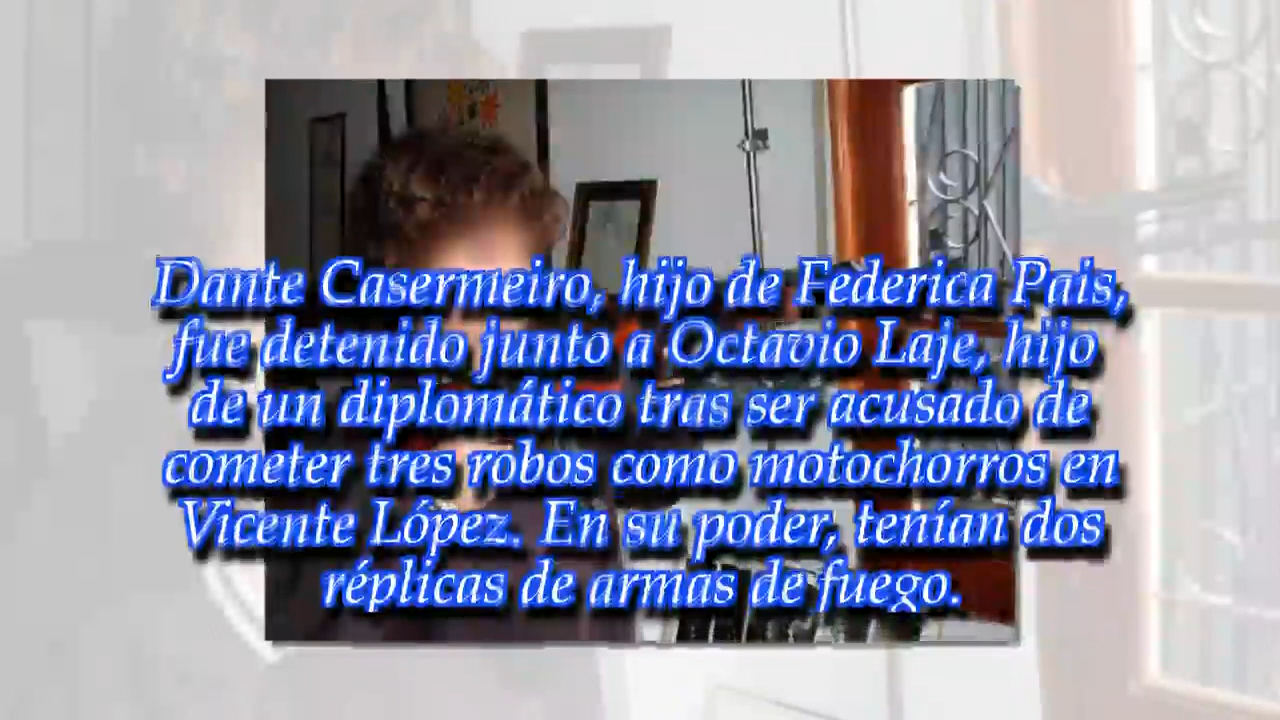 Dante Casermeiro, hijo de Federica Pais,
fue detenido junto a Octavio Laje, hijo
de un diplomático tras ser acusado de
cometer tres robos como motochorros en
Vicente López. En su poder, tenían dos
réplicas de armas de fuego.